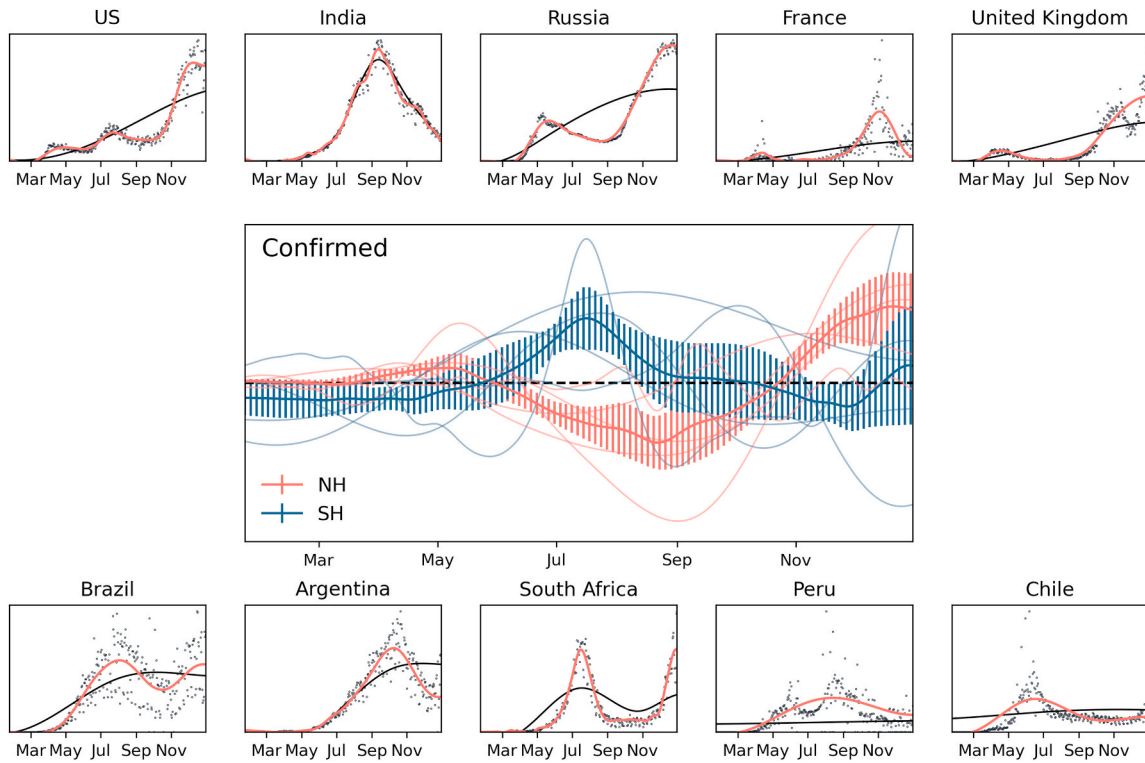 US India Russia France United Kingdom
Mar May Jul Sep Nov Mar May Jul Sep Nov Mar May Jul Sep Nov Mar May Jul Sep Nov Mar May Jul Sep Nov
Confirmed
NH
SH
Mar May Jul Sep Nov
Brazil Argentina South Africa Peru Chile
Mar May Jul Sep Nov Mar May Jul Sep Nov Mar May Jul Sep Nov Mar May Jul Sep Nov Mar May Jul Sep Nov